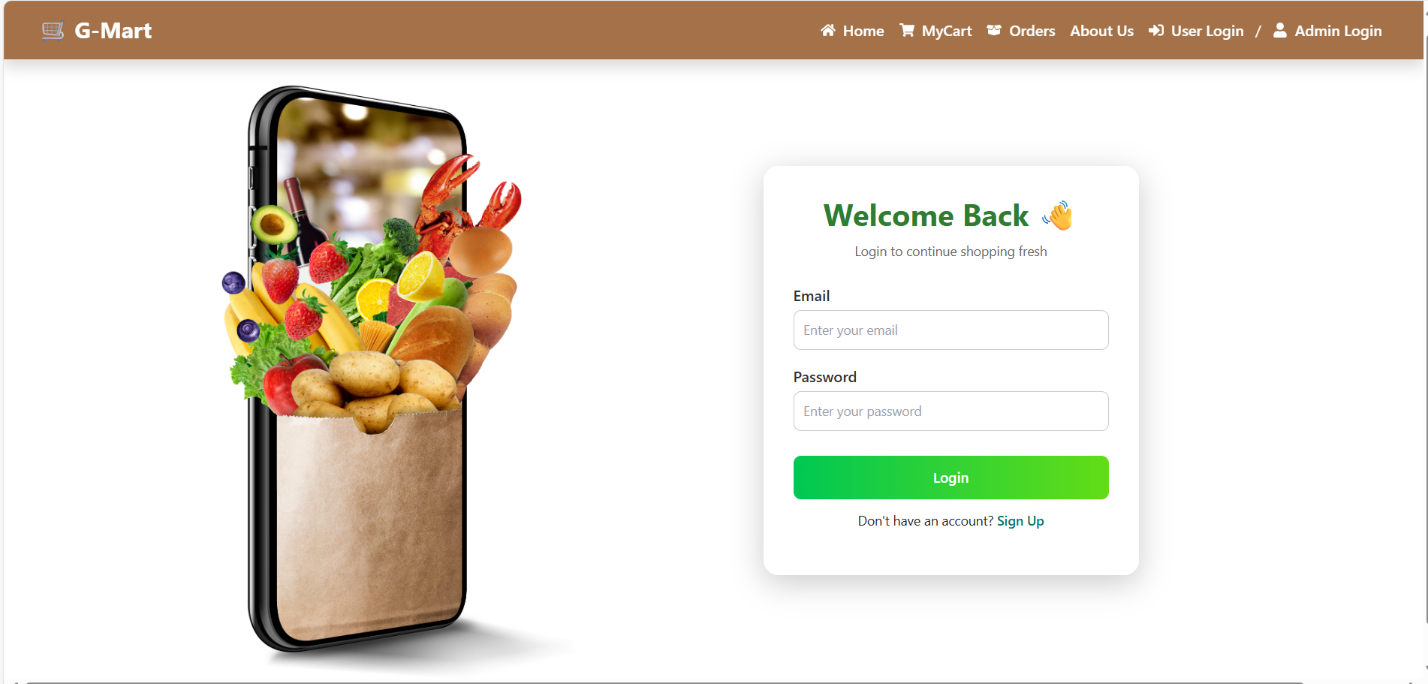 G-Mart
Home MyCart Orders About Us User Login / Admin Login
Welcome Back 👋
Login to continue shopping fresh
Email
Enter your email
Password
Enter your password
Login
Don't have an account? Sign Up